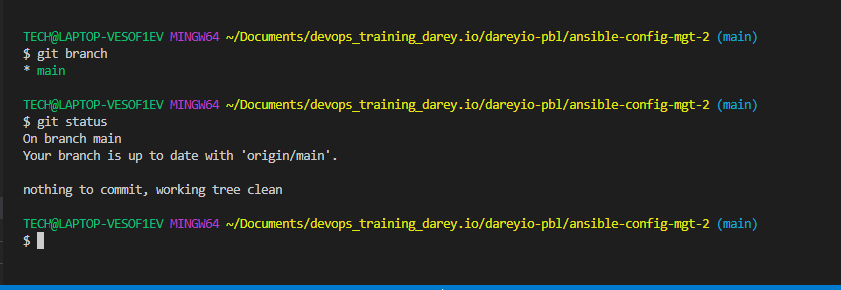 TECH@LAPTOP-VESOF1EV MINGW64 ~/Documents/devops_training_darey.io/dareyio-pbl/ansible-config-mgt-2 (main)
$ git branch
* main
TECH@LAPTOP-VESOF1EV MINGW64 ~/Documents/devops_training_darey.io/dareyio-pbl/ansible-config-mgt-2 (main)
$ git status
On branch main
Your branch is up to date with 'origin/main'.
nothing to commit, working tree clean
TECH@LAPTOP-VESOF1EV MINGW64 ~/Documents/devops_training_darey.io/dareyio-pbl/ansible-config-mgt-2 (main)
$